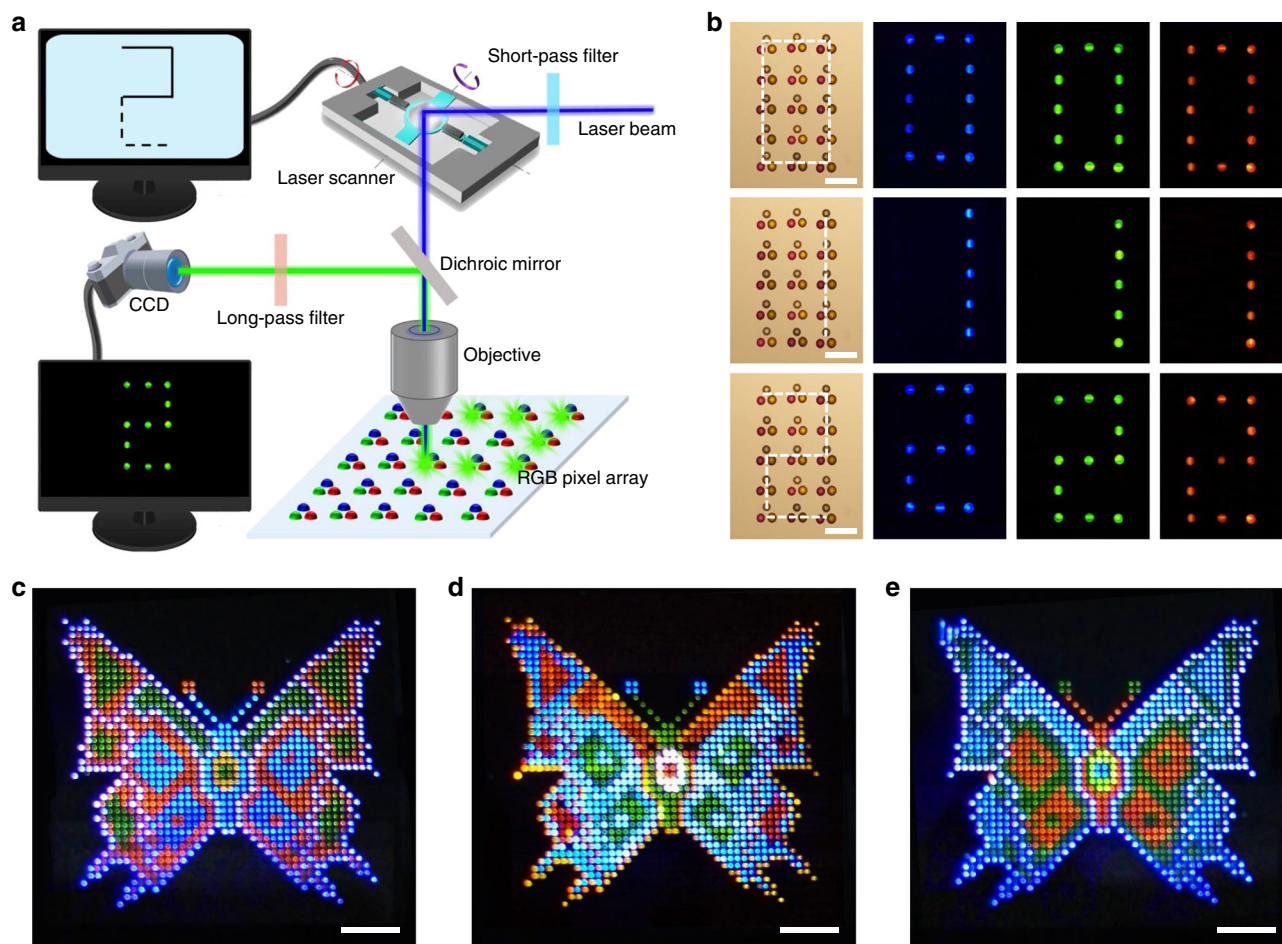 a
Short-pass filter
Laser beam
Laser scanner
Dichroic mirror
CCD
Long-pass filter
Objective
RGB pixel array
b
c
d
e